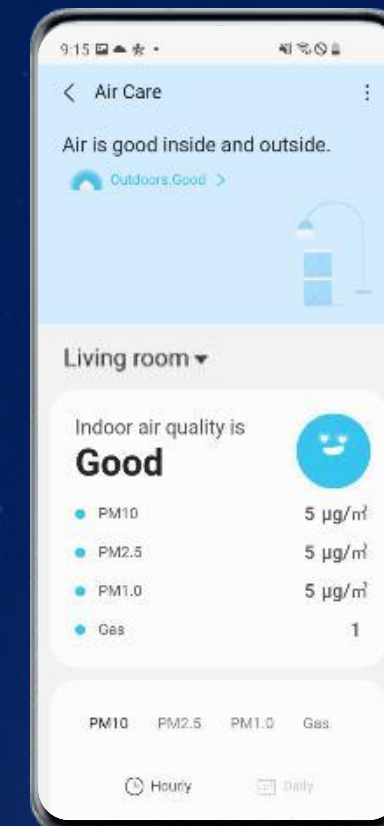 9:15
Air Care
Air is good inside and outside.
Outdoors,Good >
Living room
Indoor air quality is
Good
PM10 5 µg/㎥
PM2.5 5 µg/㎥
PM1.0 5 µg/㎥
Gas 1
PM10 PM2.5 PM1.0 Gas
Hourly Daily